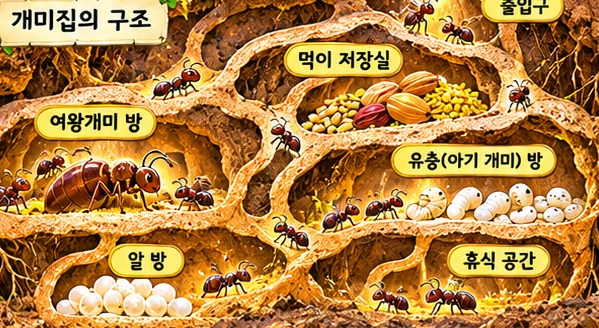 개미집의 구조
출입구
먹이 저장실
여왕개미 방
유충(아기 개미) 방
알 방
휴식 공간